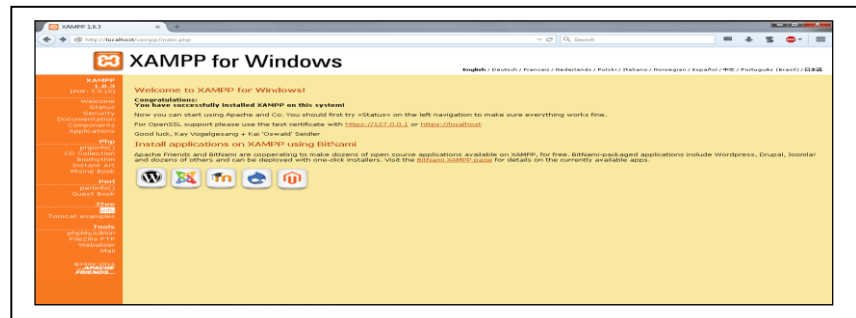 XAMPP 1.8.3
http://localhost/xampp/index.php
Search
XAMPP for Windows
English / Deutsch / Francais / Nederlands / Polski / Italiano / Norwegian / Español / 中文 / Português (Brasil) / 日本語
XAMPP
1.8.3
Welcome
Status
Security
Documentation
Components
Applications
Php
phpinfo()
CD Collection
Biorhythm
Instant Art
Phone Book
Perl
perlinfo()
Guest Book
J2ee
Info
Tomcat examples
Tools
phpMyAdmin
FileZilla FTP
Webalizer
Mail
...APACHE
FRIENDS...
Welcome to XAMPP for Windows!
Congratulations:
You have successfully installed XAMPP on this system!
Now you can start using Apache and Co. You should first try »Status« on the left navigation to make sure everything works fine.
For OpenSSL support please use the test certificate with https://127.0.0.1 or https://localhost
Good luck, Kay Vogelgesang + Kai 'Oswald' Seidler
Install applications on XAMPP using BitNami
Apache Friends and BitNami are cooperating to make dozens of open source applications available on XAMPP, for free. BitNami-packaged applications include Wordpress, Drupal, Joomla!
and dozens of others and can be deployed with one-click installers. Visit the BitNami XAMPP page for details on the currently available apps.